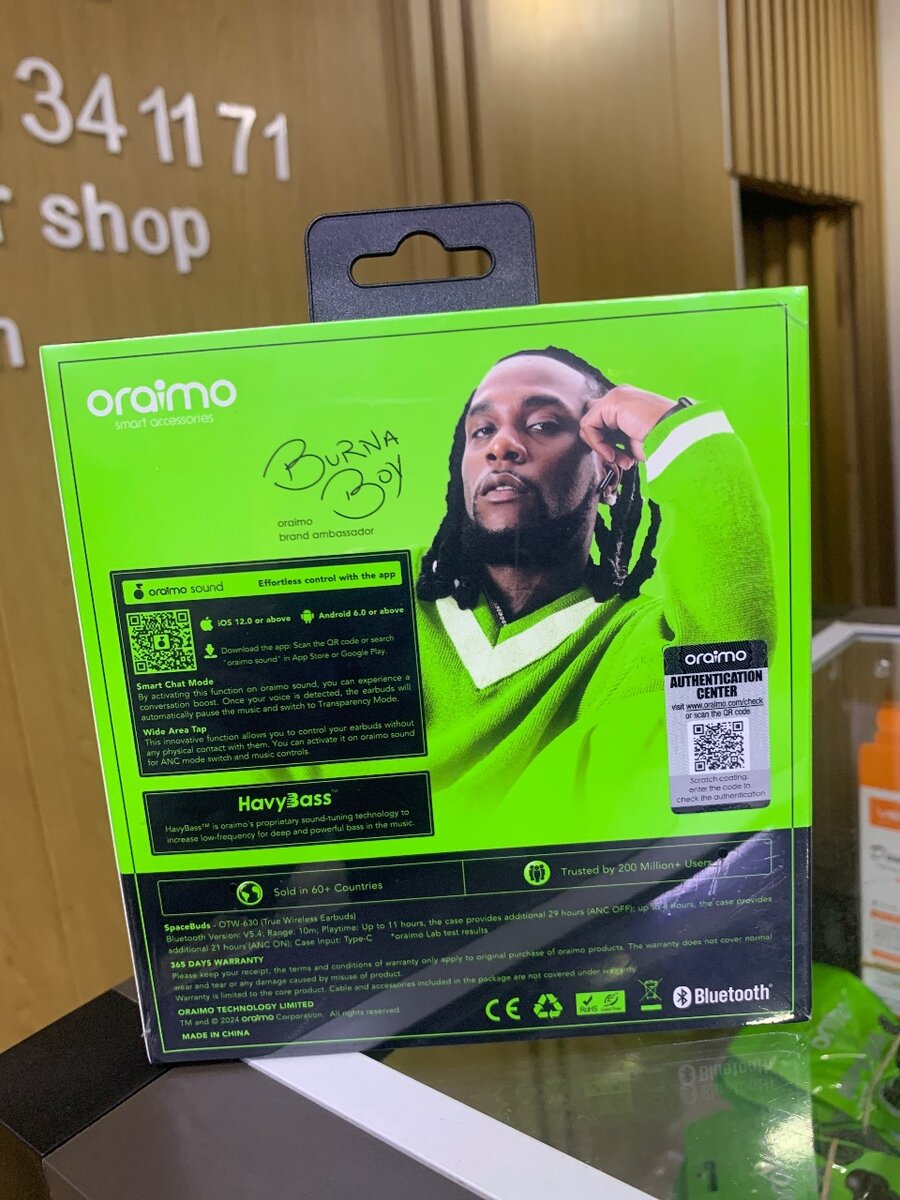 34 11 71
shop
oraimo
smart accessories
BURNA
BOY
oraimo
brand ambassador
oraimo sound
Effortless control with the app
iOS 12.0 or above
Android 6.0 or above
Download the app: Scan the QR code or search
"oraimo sound" in App Store or Google Play.
Smart Chat Mode
By activating this function on oraimo sound, you can experience a
conversation boost. Once your voice is detected, the earbuds will
automatically pause the music and switch to Transparency Mode.
Wide Area Tap
This innovative function allows you to control your earbuds without
any physical contact with them. You can activate it on oraimo sound
for ANC mode switch and music controls.
HavyBass™
HavyBass™ is oraimo's proprietary sound-tuning technology to
increase low-frequency for deep and powerful bass in the music.
oraimo
AUTHENTICATION
CENTER
visit www.oraimo.com/check
or scan the QR code
Scratch coating,
enter the code to
check the authentication
Sold in 60+ Countries
Trusted by 200 Million+ Users
SpaceBuds - OTW-630 (True Wireless Earbuds)
Bluetooth Version: V5.4; Range: 10m; Playtime: Up to 11 hours, the case provides additional 29 hours (ANC OFF); up to hours, the case provides
additional 21 hours (ANC ON); Case Input: Type-C *oraimo Lab test results
365 DAYS WARRANTY
Please keep your receipt, the terms and conditions of warranty only apply to original purchase of oraimo products. The warranty does not cover normal
wear and tear or any damage caused by misuse of product.
Warranty is limited to the core product. Cable and accessories included in the package are not covered under waggenty.
ORAIMO TECHNOLOGY LIMITED
TM and © 2024 oraimo Corporation. All rights reserved.
MADE IN CHINA
CE
RoHS
Bluetooth®